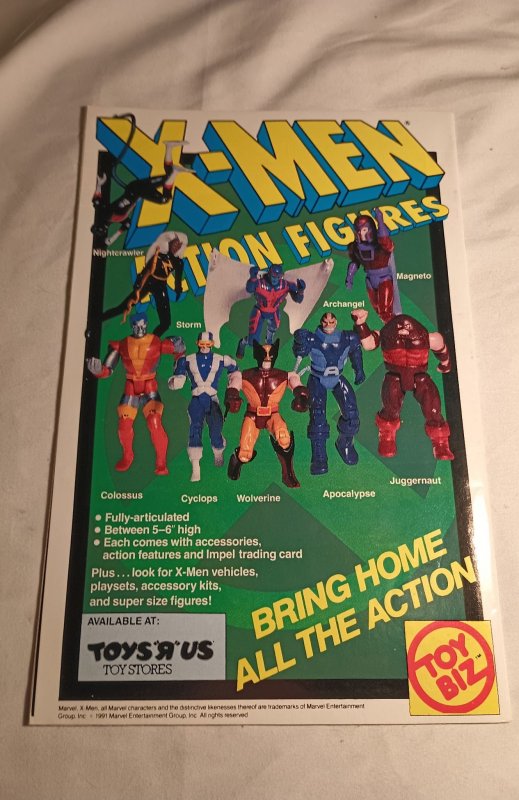 X-MEN®
ACTION FIGURES
Nightcrawler
Magneto
Archangel
Storm
Juggernaut
Colossus
Cyclops
Wolverine
Apocalypse
• Fully-articulated
• Between 5–6" high
• Each comes with accessories,
action features and Impel trading card
Plus...look for X-Men vehicles,
playsets, accessory kits,
and super size figures!
BRING HOME
ALL THE ACTION
AVAILABLE AT:
TOYS"R"US
TOY STORES
TOY
BIZ™
Marvel, X-Men, all Marvel characters and the distinctive likenesses thereof are trademarks of Marvel Entertainment
Group, Inc. © 1991 Marvel Entertainment Group, Inc. All rights reserved